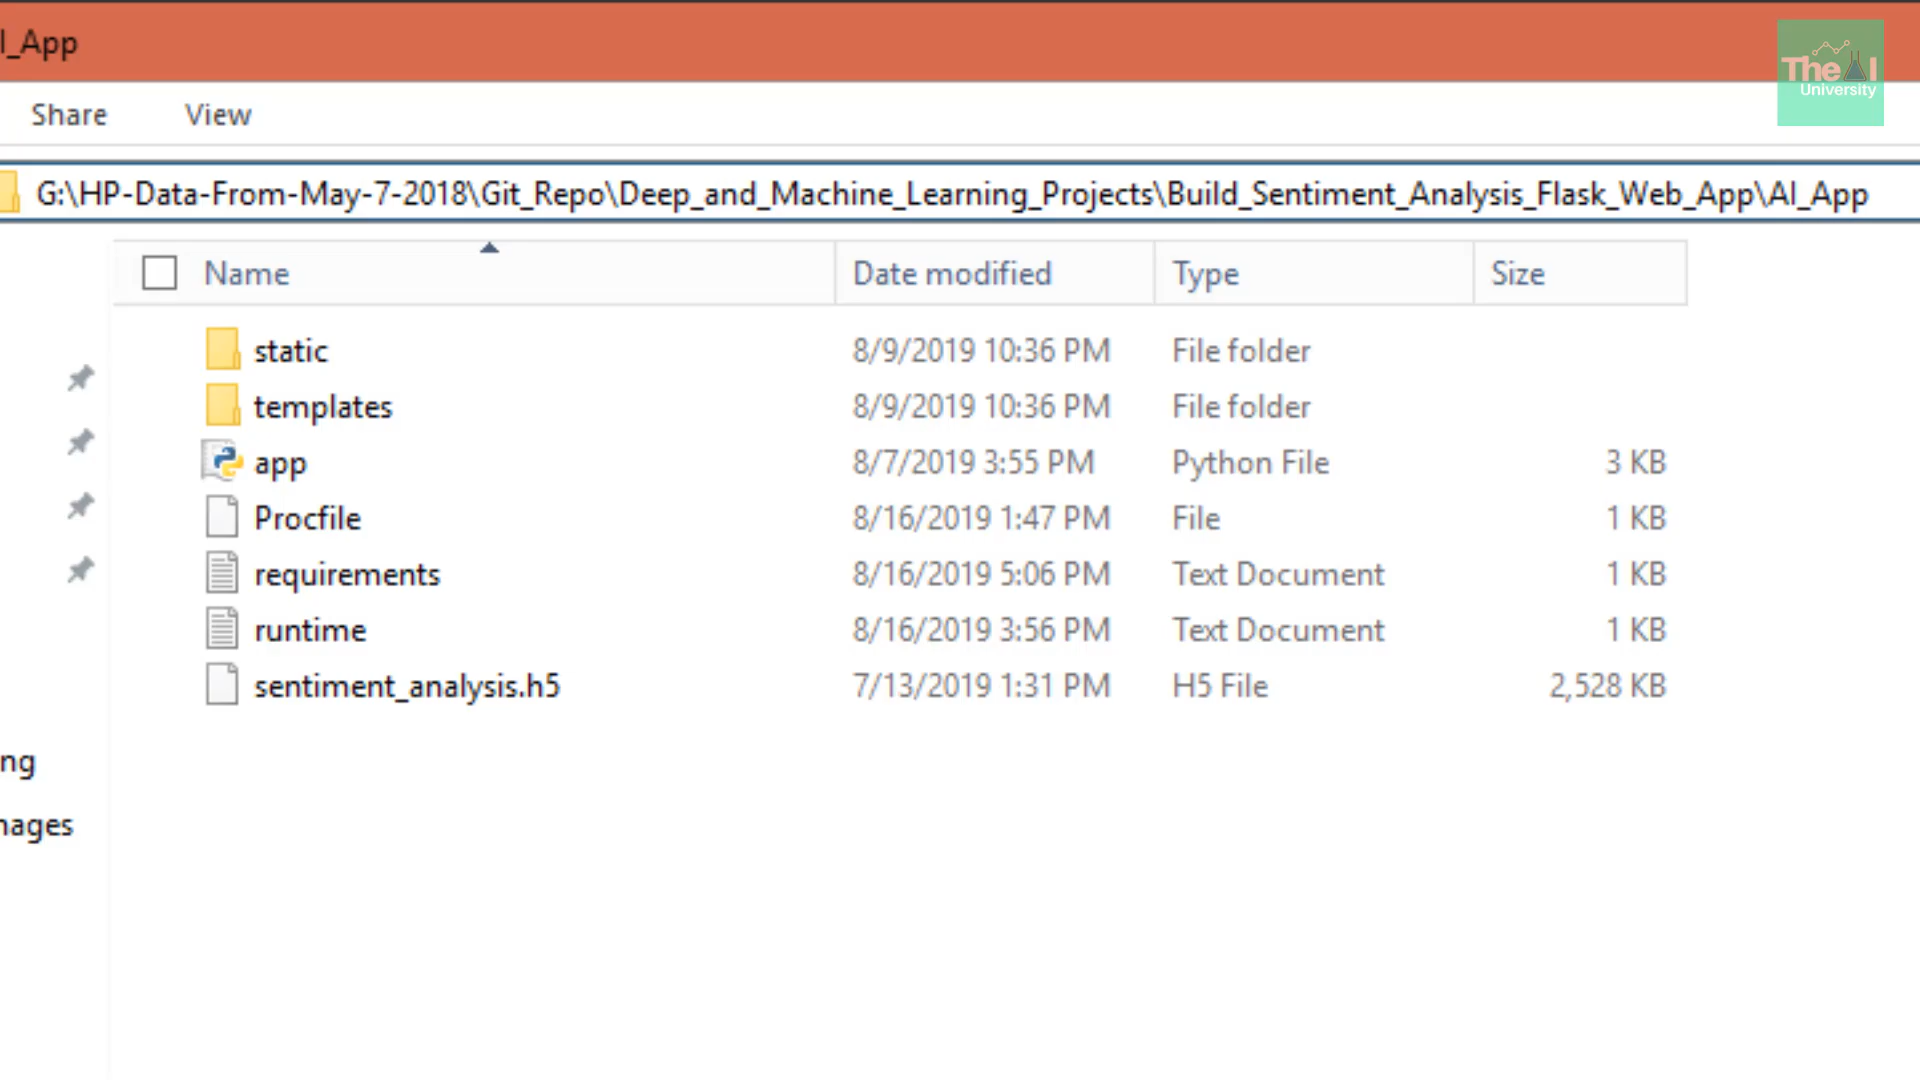 I_App
The AI
University
Share View
G:\HP-Data-From-May-7-2018\Git_Repo\Deep_and_Machine_Learning_Projects\Build_Sentiment_Analysis_Flask_Web_App\AI_App
Name Date modified Type Size
static 8/9/2019 10:36 PM File folder
templates 8/9/2019 10:36 PM File folder
app 8/7/2019 3:55 PM Python File 3 KB
Procfile 8/16/2019 1:47 PM File 1 KB
requirements 8/16/2019 5:06 PM Text Document 1 KB
runtime 8/16/2019 3:56 PM Text Document 1 KB
sentiment_analysis.h5 7/13/2019 1:31 PM H5 File 2,528 KB
ng
nages